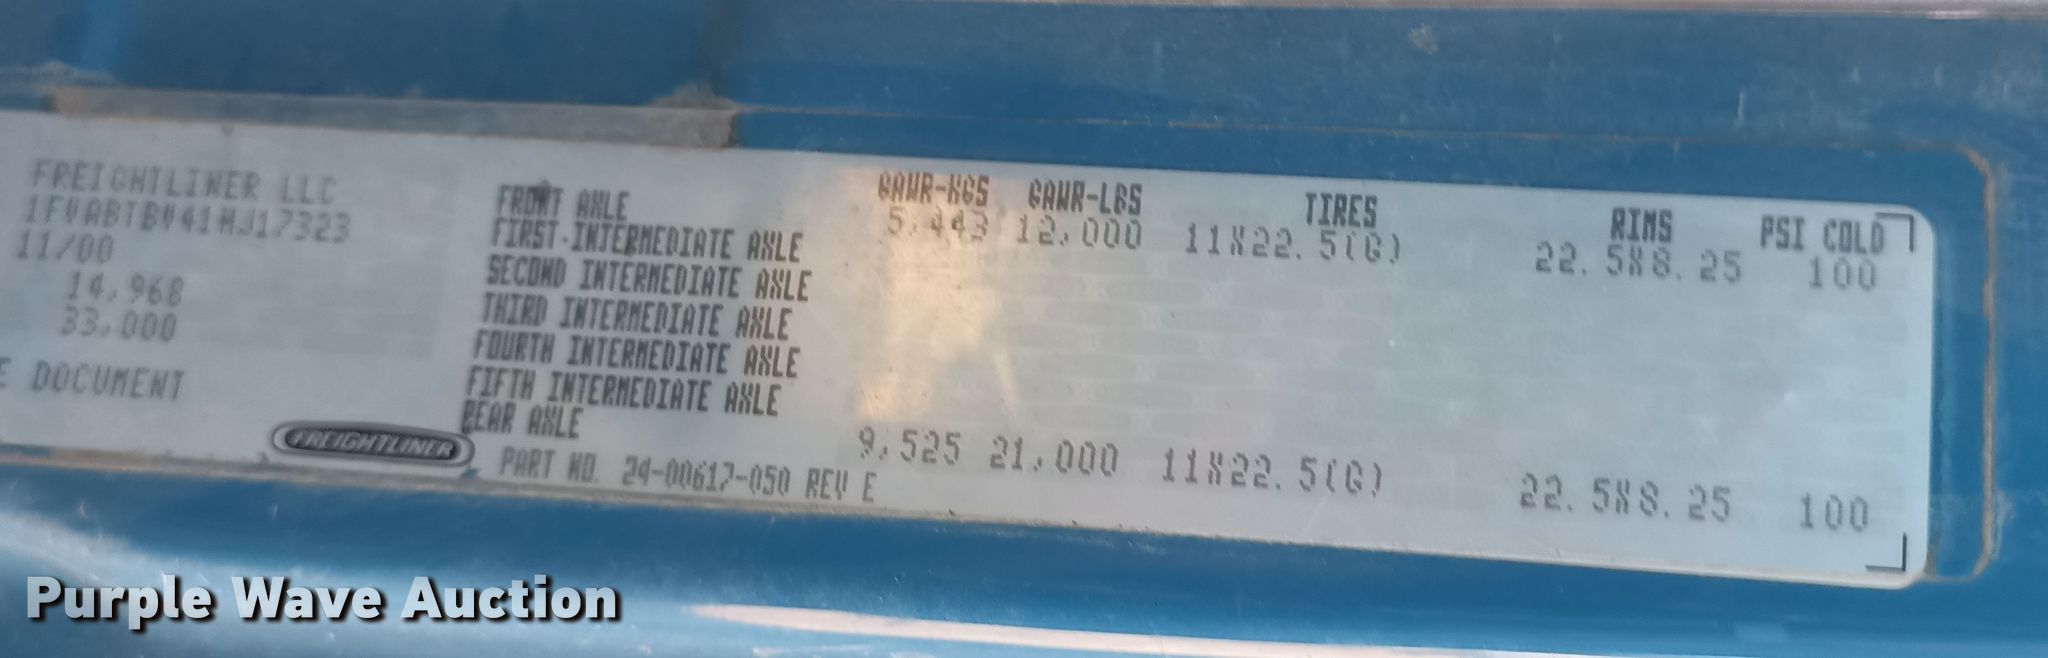 FREIGHTLINER LLC
1FVABTBV41HJ17323
11/00
14,968
33,000
E DOCUMENT
FREIGHTLINER
GAWR-KGS GAWR-LBS TIRES RIMS PSI COLD
FRONT AXLE 5,443 12,000 11X22.5(G) 22.5X8.25 100
FIRST INTERMEDIATE AXLE
SECOND INTERMEDIATE AXLE
THIRD INTERMEDIATE AXLE
FOURTH INTERMEDIATE AXLE
FIFTH INTERMEDIATE AXLE
REAR AXLE 9,525 21,000 11X22.5(G) 22.5X8.25 100
PART NO. 24-00617-050 REV E
Purple Wave Auction